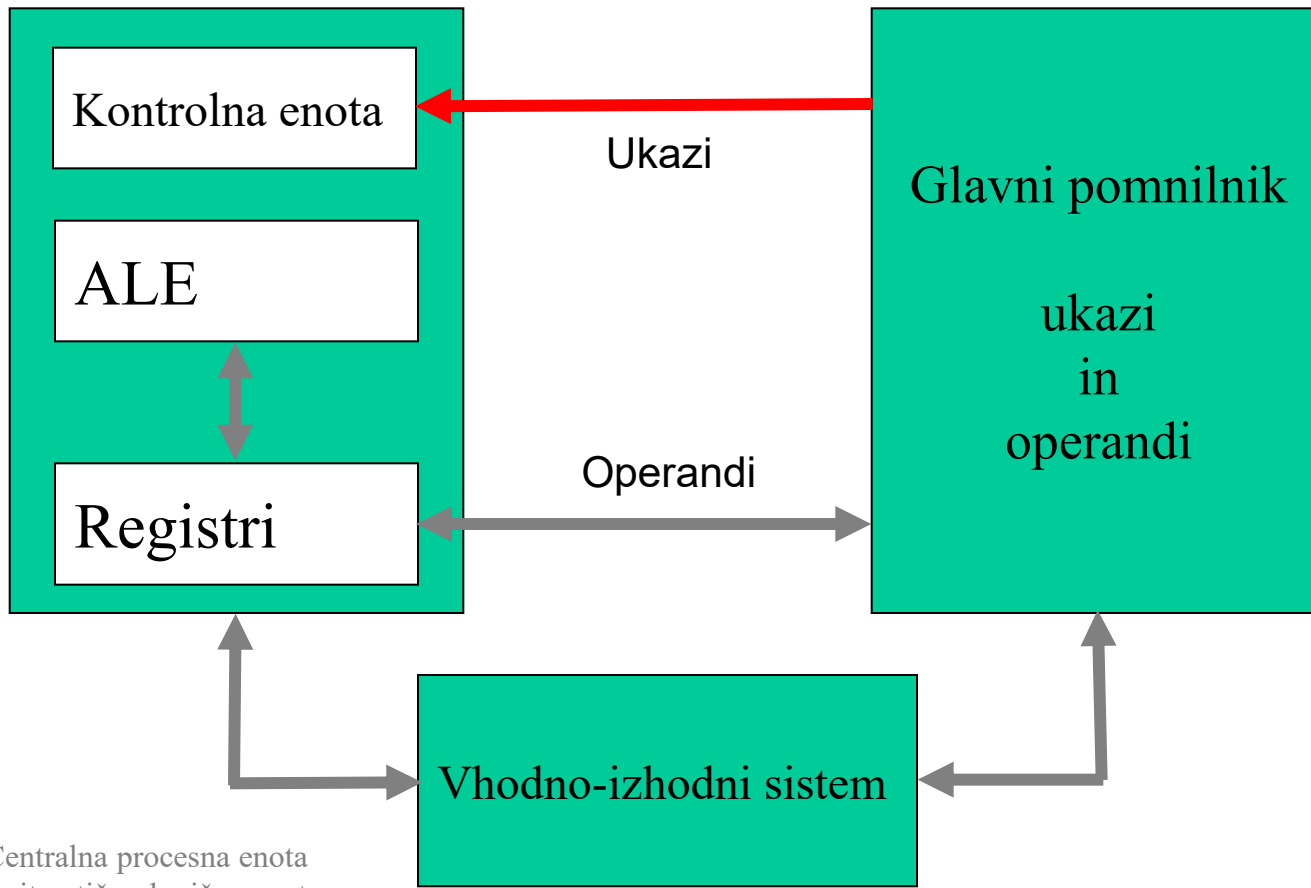 Kontrolna enota
Ukazi
ALE
Registri
Operandi
Glavni pomnilnik
ukazi
in
operandi
Vhodno-izhodni sistem
Centralna procesna enota